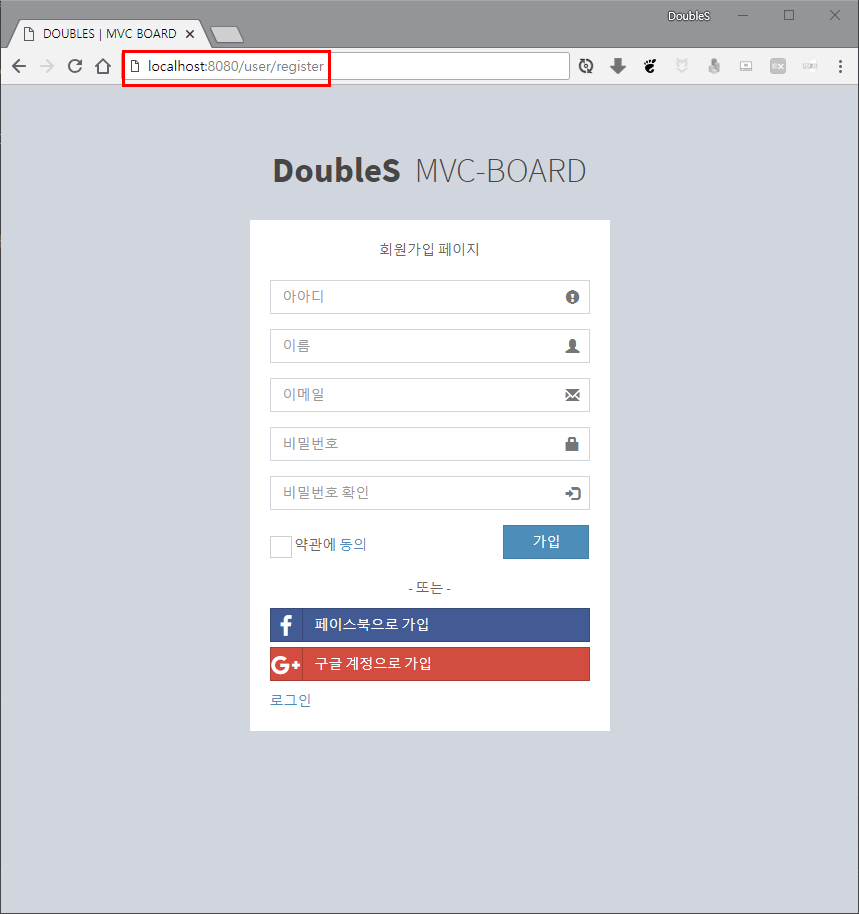 DoubleS
DOUBLES | MVC BOARD
localhost:8080/user/register
DoubleS MVC-BOARD
회원가입 페이지
아아디
이름
이메일
비밀번호
비밀번호 확인
약관에 동의
가입
- 또는 -
페이스북으로 가입
G+ 구글 계정으로 가입
로그인